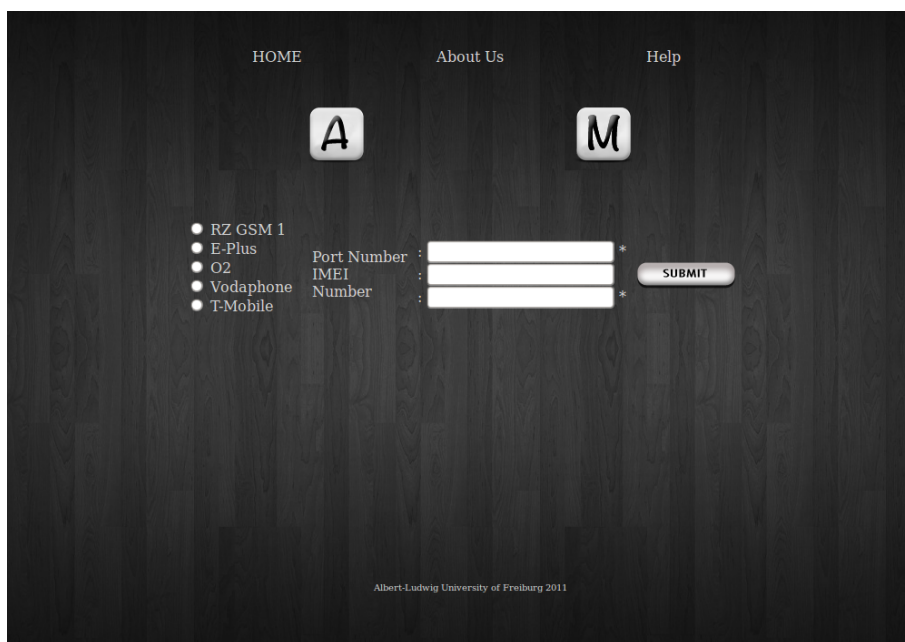 HOME About Us Help
A M
RZ GSM 1
E-Plus
O2
Vodaphone
T-Mobile
Port Number : *
IMEI :
Number : *
SUBMIT
Albert-Ludwig University of Freiburg 2011